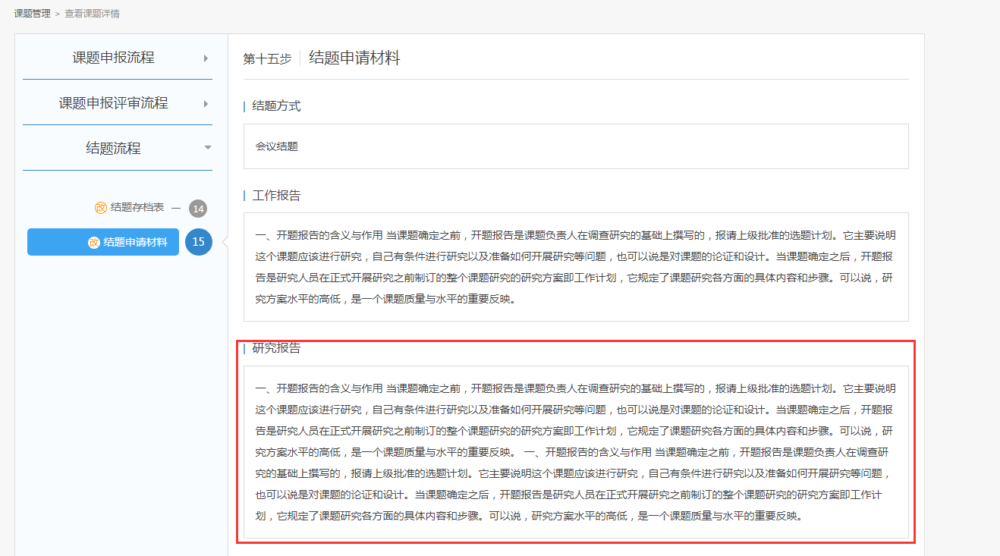 课题管理 > 查看课题详情
课题申报流程
课题申报评审流程
结题流程
改 结题存档表 — 14
改 结题申请材料 15
第十五步 结题申请材料
结题方式
会议结题
工作报告
一、开题报告的含义与作用 当课题确定之前，开题报告是课题负责人在调查研究的基础上撰写的，报请上级批准的选题计划。它主要说明
这个课题应该进行研究，自己有条件进行研究以及准备如何开展研究等问题，也可以说是对课题的论证和设计。当课题确定之后，开题报
告是研究人员在正式开展研究之前制订的整个课题研究的研究方案即工作计划，它规定了课题研究各方面的具体内容和步骤。可以说，研
究方案水平的高低，是一个课题质量与水平的重要反映。
研究报告
一、开题报告的含义与作用 当课题确定之前，开题报告是课题负责人在调查研究的基础上撰写的，报请上级批准的选题计划。它主要说明
这个课题应该进行研究，自己有条件进行研究以及准备如何开展研究等问题，也可以说是对课题的论证和设计。当课题确定之后，开题报
告是研究人员在正式开展研究之前制订的整个课题研究的研究方案即工作计划，它规定了课题研究各方面的具体内容和步骤。可以说，研
究方案水平的高低，是一个课题质量与水平的重要反映。 一、开题报告的含义与作用 当课题确定之前，开题报告是课题负责人在调查研
究的基础上撰写的，报请上级批准的选题计划。它主要说明这个课题应该进行研究，自己有条件进行研究以及准备如何开展研究等问题，
也可以说是对课题的论证和设计。当课题确定之后，开题报告是研究人员在正式开展研究之前制订的整个课题研究的研究方案即工作计
划，它规定了课题研究各方面的具体内容和步骤。可以说，研究方案水平的高低，是一个课题质量与水平的重要反映。